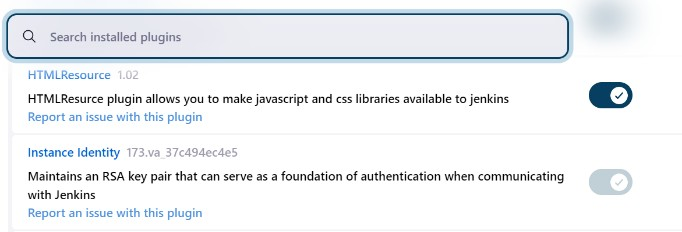 Search installed plugins
HTMLResource 1.02
HTMLResurce plugin allows you to make javascript and css libraries available to jenkins
Report an issue with this plugin
Instance Identity 173.va_37c494ec4e5
Maintains an RSA key pair that can serve as a foundation of authentication when communicating
with Jenkins
Report an issue with this plugin